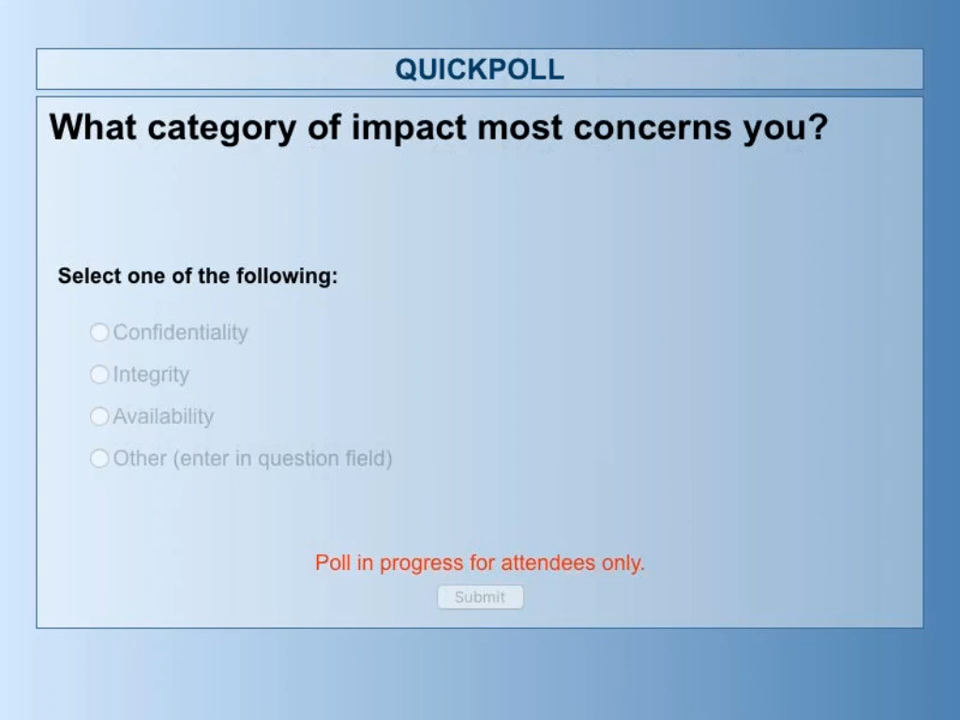 QUICKPOLL
What category of impact most concerns you?
Select one of the following:
Confidentiality
Integrity
Availability
Other (enter in question field)
Poll in progress for attendees only.
Submit